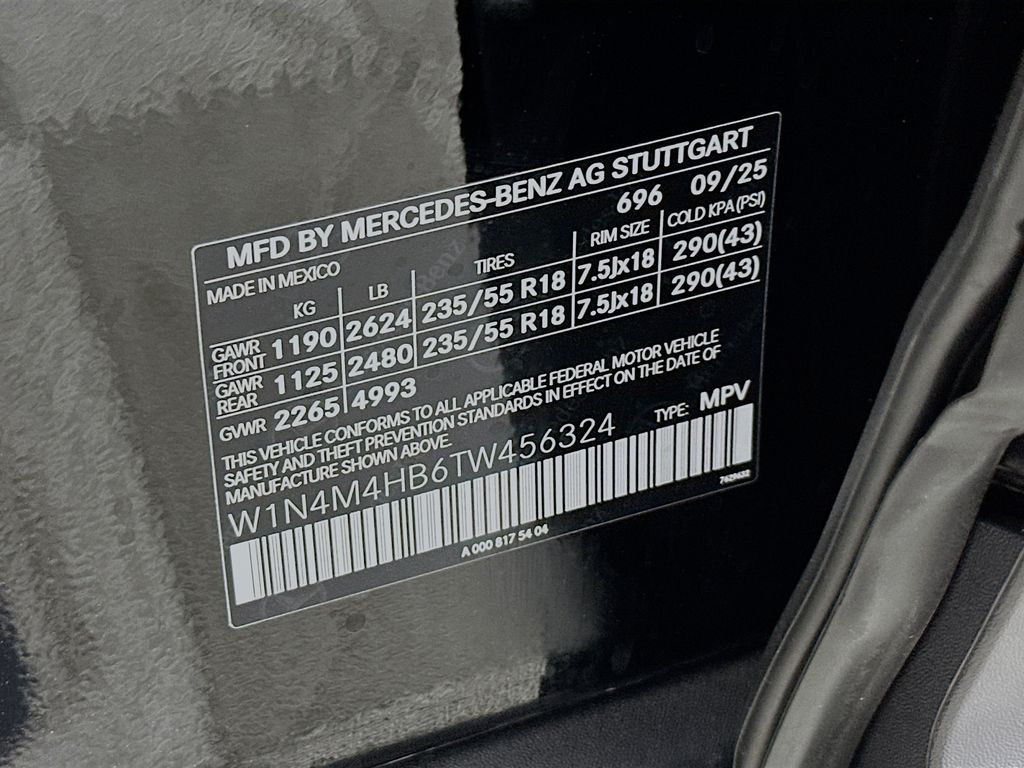 MFD BY MERCEDES-BENZ AG STUTTGART
MADE IN MEXICO 696 09/25
KG LB TIRES RIM SIZE COLD KPA (PSI)
GAWR FRONT 1190 2624 235/55 R18 7.5Jx18 290(43)
GAWR REAR 1125 2480 235/55 R18 7.5Jx18 290(43)
GVWR 2265 4993
THIS VEHICLE CONFORMS TO ALL APPLICABLE FEDERAL MOTOR VEHICLE
SAFETY AND THEFT PREVENTION STANDARDS IN EFFECT ON THE DATE OF
MANUFACTURE SHOWN ABOVE.
W1N4M4HB6TW456324 TYPE: MPV
A 000 817 54 04